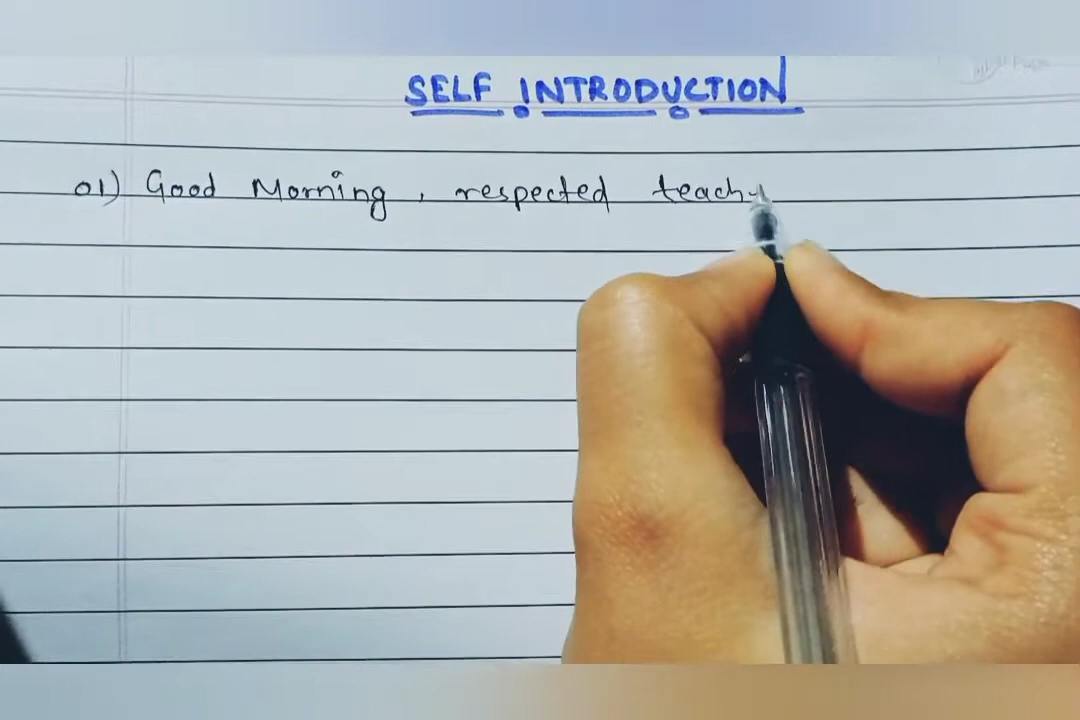 SELF INTRODUCTION
01) Good Morning, respected teach